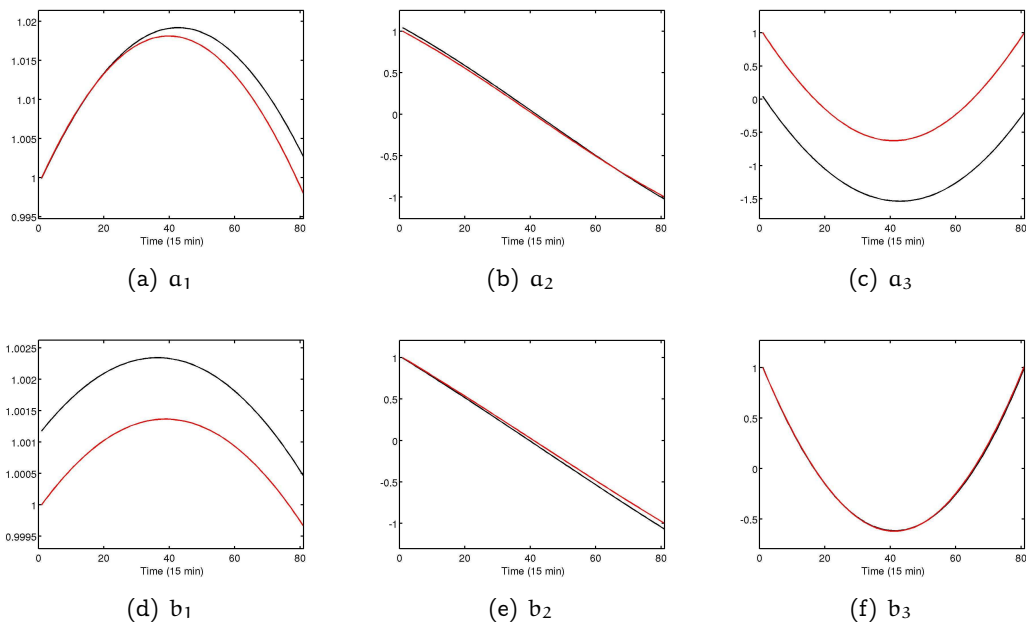 1.02
1.015
1.01
1.005
1
0.995
0 20 40 60 80
Time (15 min)
(a) a1
1
0.5
0
-0.5
-1
0 20 40 60 80
Time (15 min)
(b) a2
1
0.5
0
-0.5
-1
-1.5
0 20 40 60 80
Time (15 min)
(c) a3
1.0025
1.002
1.0015
1.001
1.0005
1
0.9995
0 20 40 60 80
Time (15 min)
(d) b1
1
0.5
0
-0.5
-1
0 20 40 60 80
Time (15 min)
(e) b2
1
0.5
0
-0.5
0 20 40 60 80
Time (15 min)
(f) b3